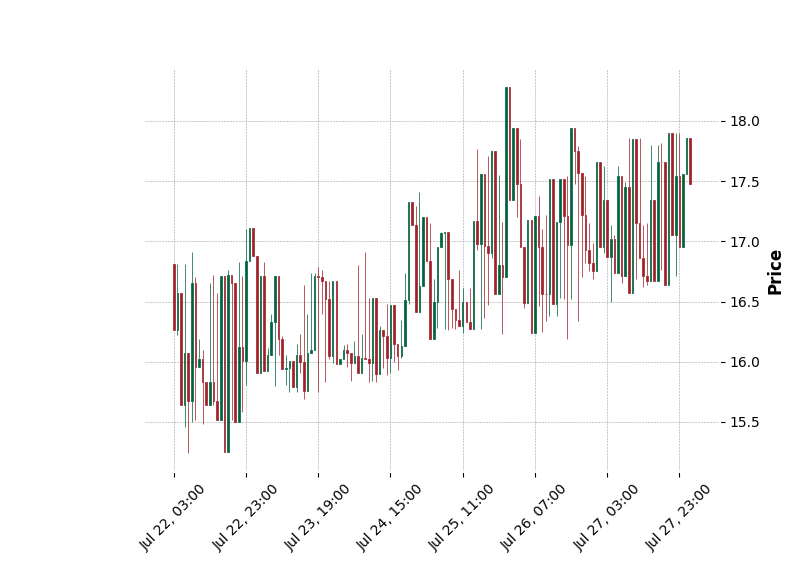 18.0
17.5
17.0
16.5
16.0
15.5
Price
Jul 22, 03:00
Jul 22, 23:00
Jul 23, 19:00
Jul 24, 15:00
Jul 25, 11:00
Jul 26, 07:00
Jul 27, 03:00
Jul 27, 23:00